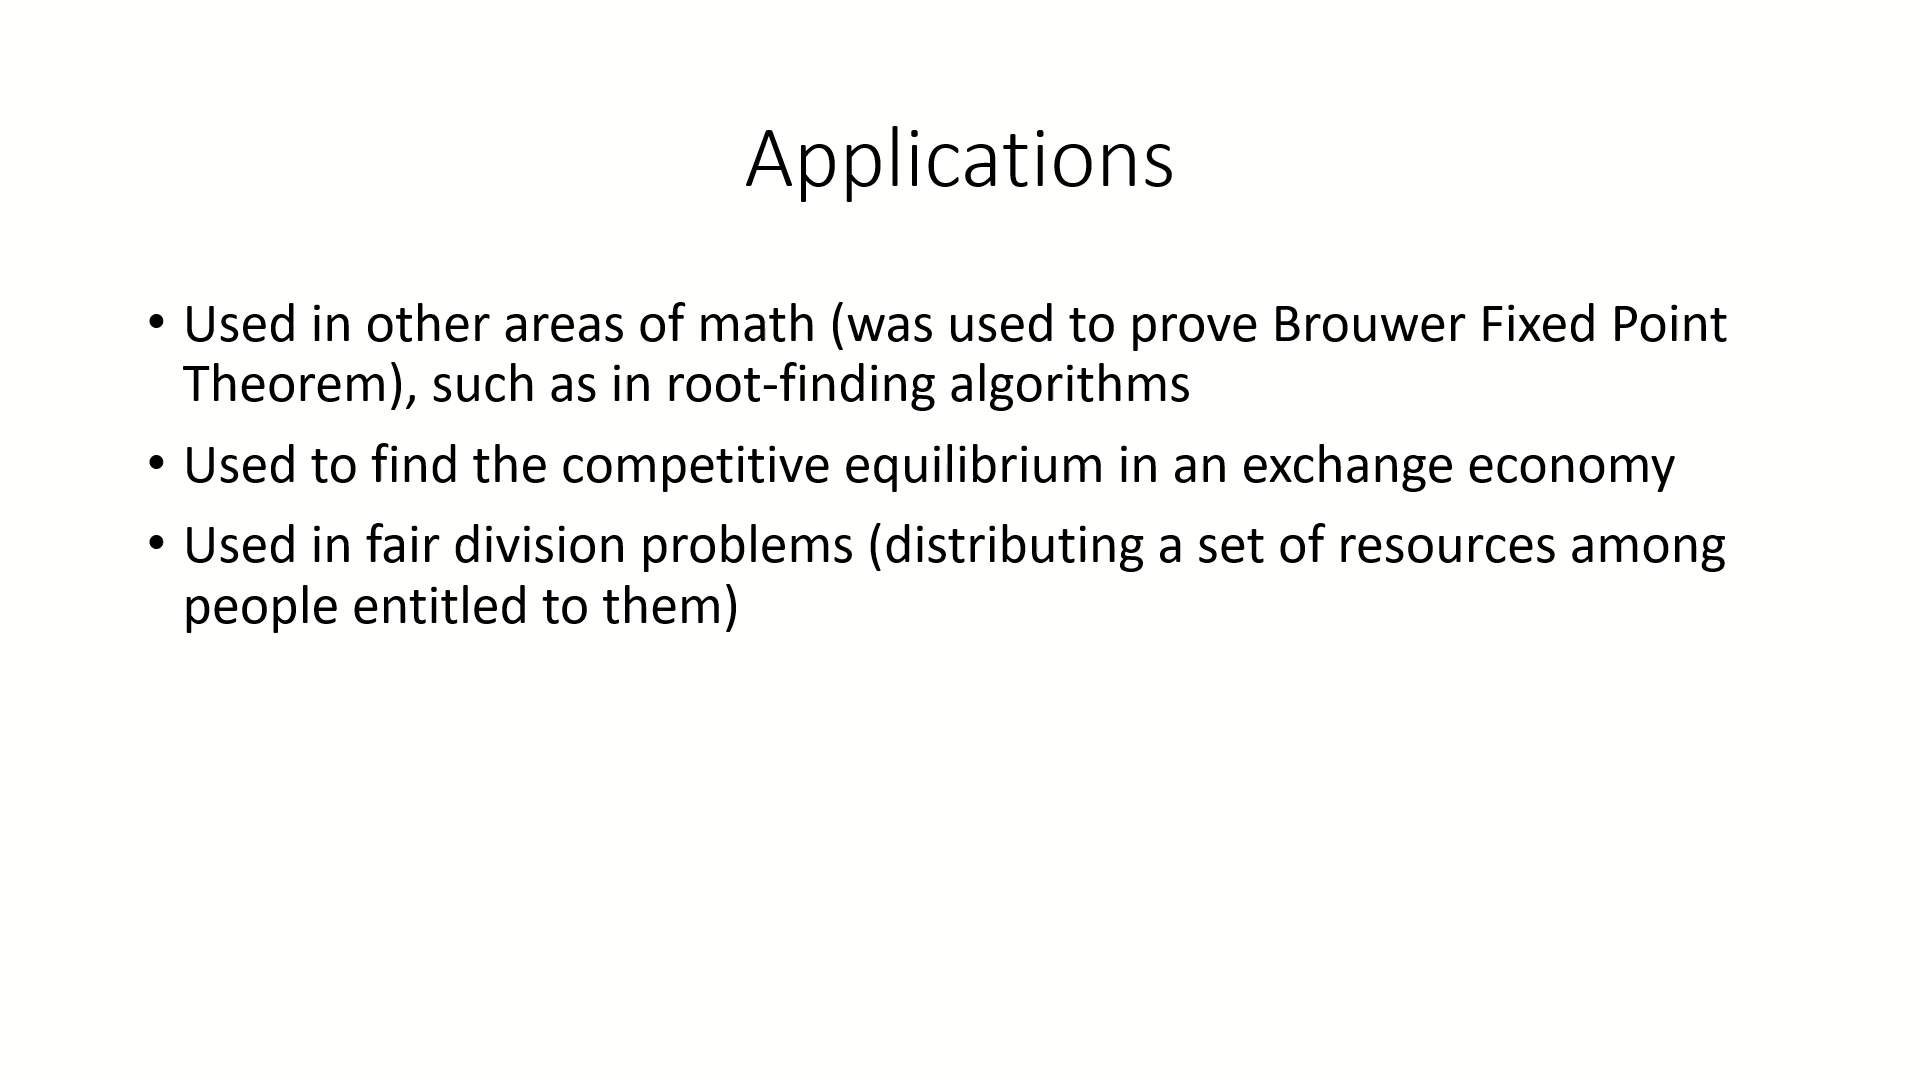 Applications
• Used in other areas of math (was used to prove Brouwer Fixed Point
Theorem), such as in root-finding algorithms
• Used to find the competitive equilibrium in an exchange economy
• Used in fair division problems (distributing a set of resources among
people entitled to them)